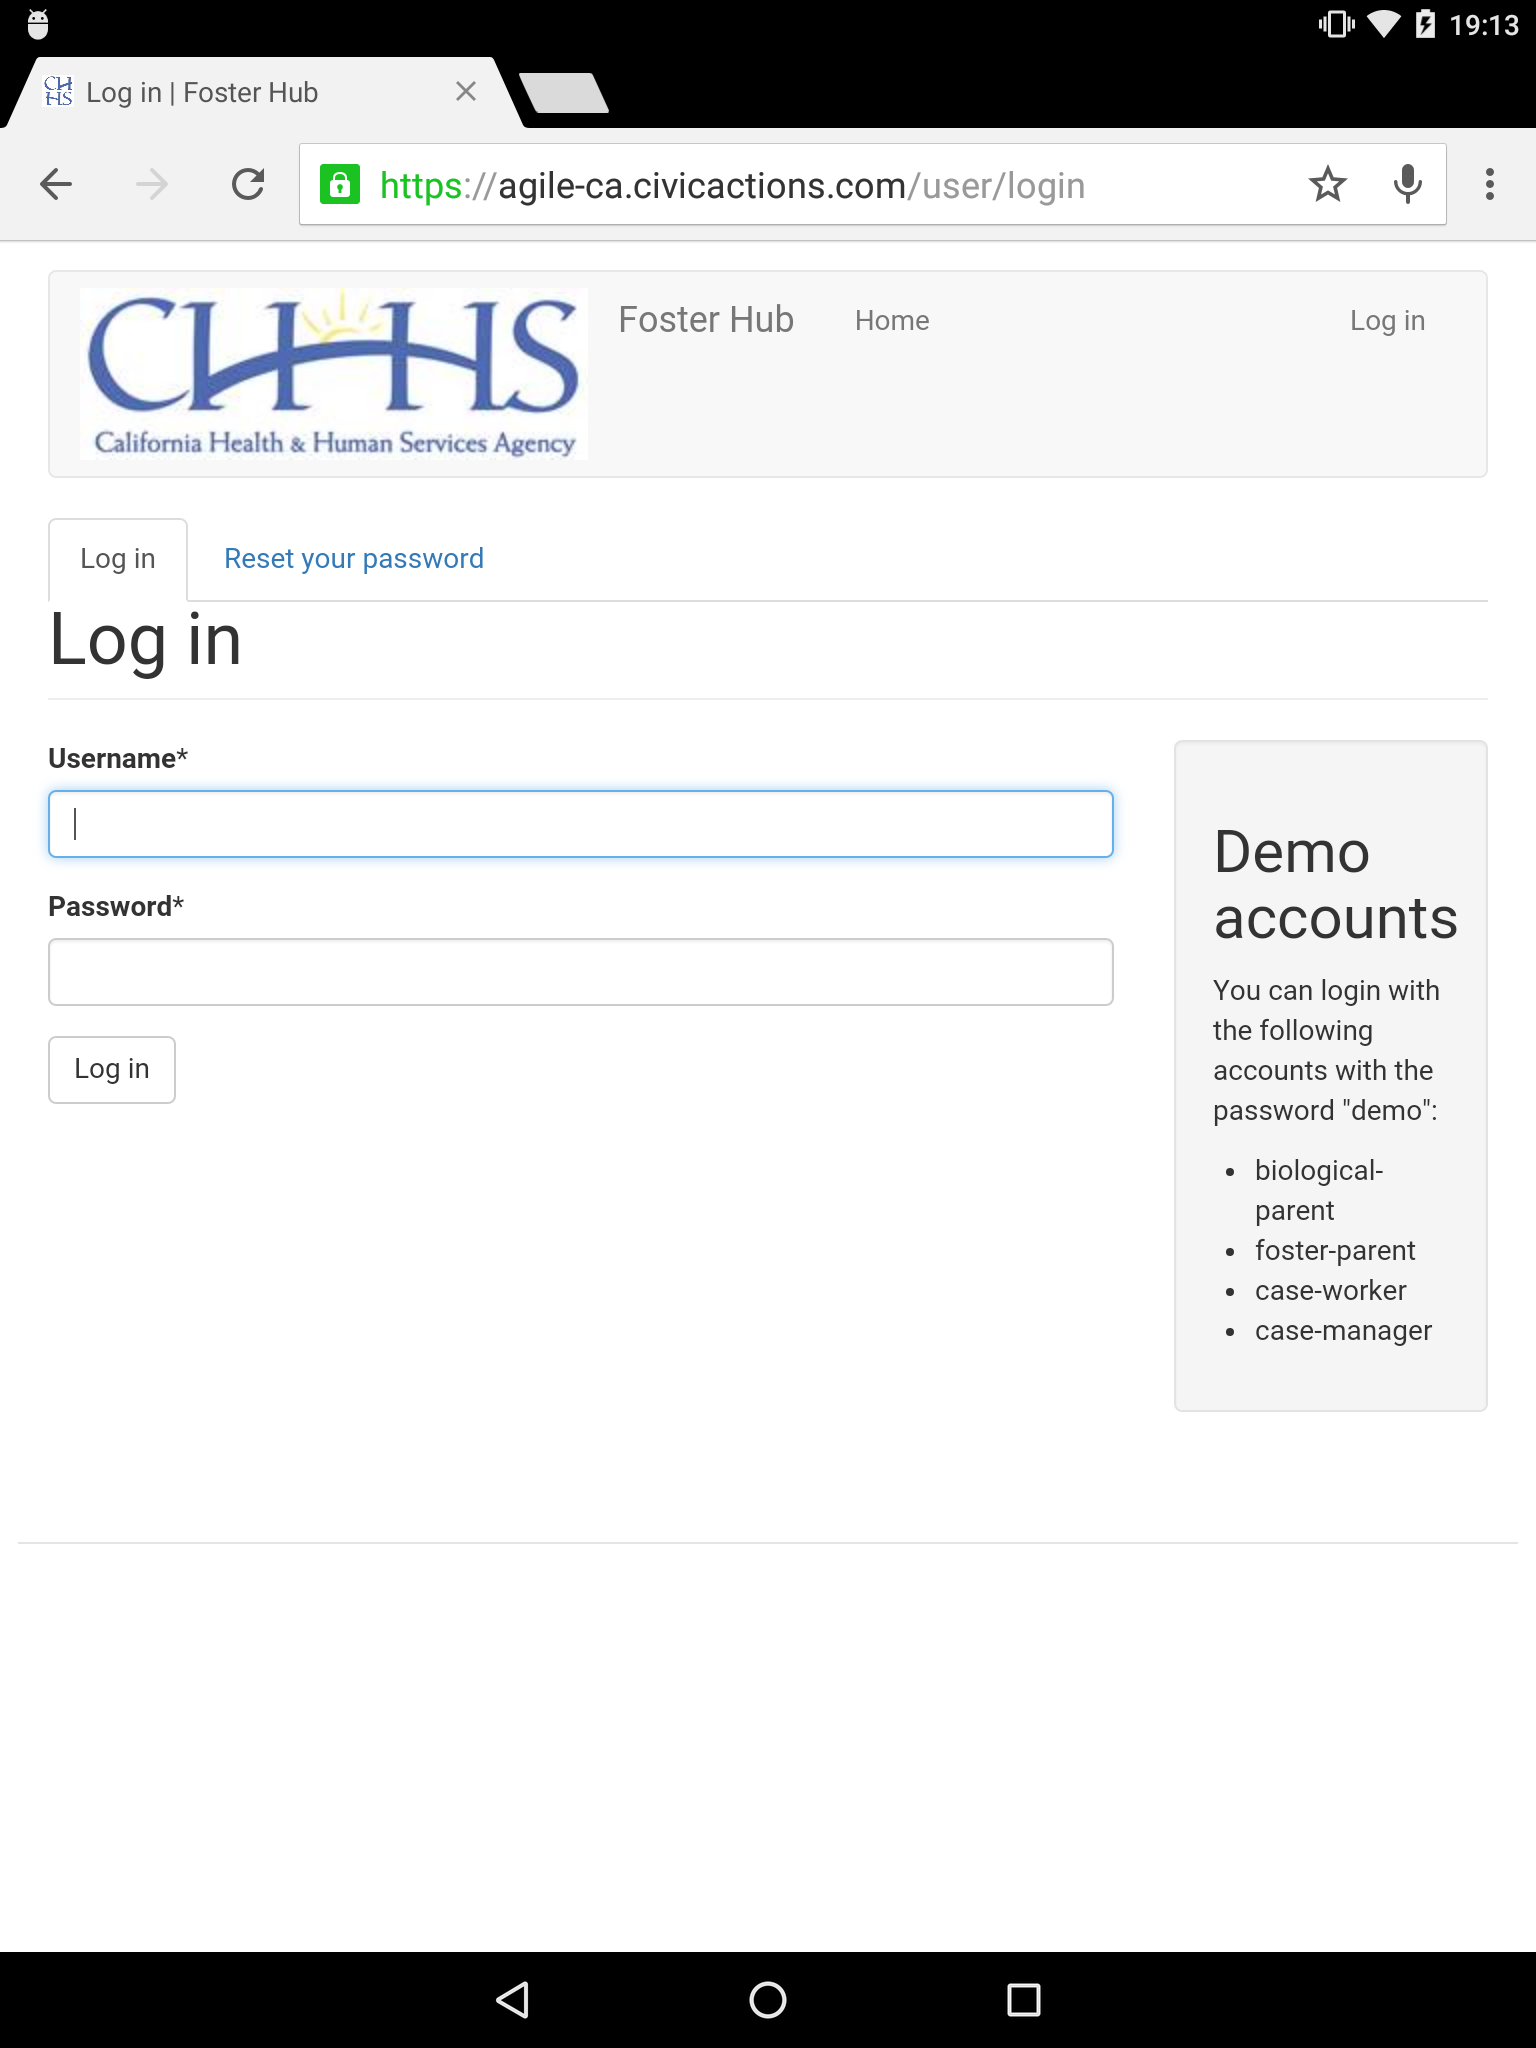 19:13
Log in | Foster Hub
https://agile-ca.civicactions.com/user/login
CHHS
California Health & Human Services Agency
Foster Hub
Home
Log in
Log in
Reset your password
Log in
Username*
Password*
Log in
Demo
accounts
You can login with
the following
accounts with the
password "demo":
biological-
parent
foster-parent
case-worker
case-manager